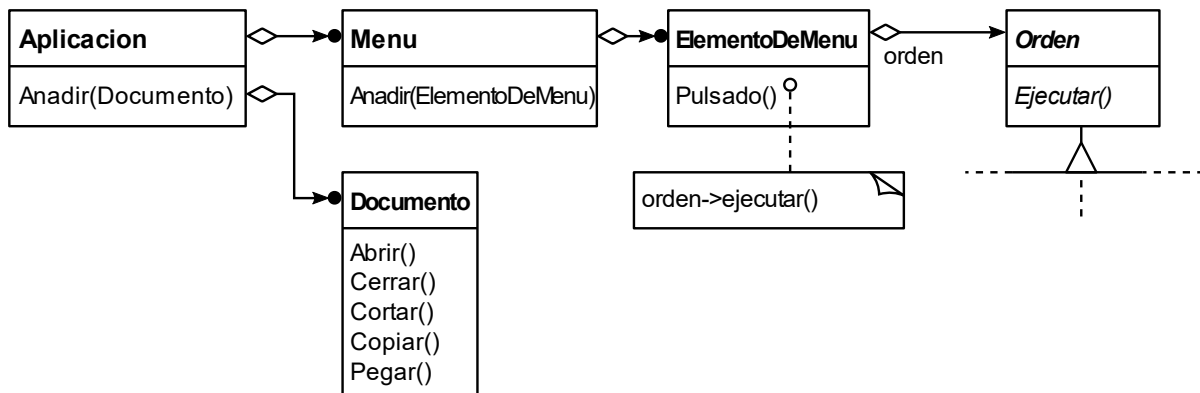 Aplicacion
Anadir(Documento)
Menu
Anadir(ElementoDeMenu)
ElementoDeMenu
Pulsado()
orden
Orden
Ejecutar()
orden->ejecutar()
Documento
Abrir()
Cerrar()
Cortar()
Copiar()
Pegar()